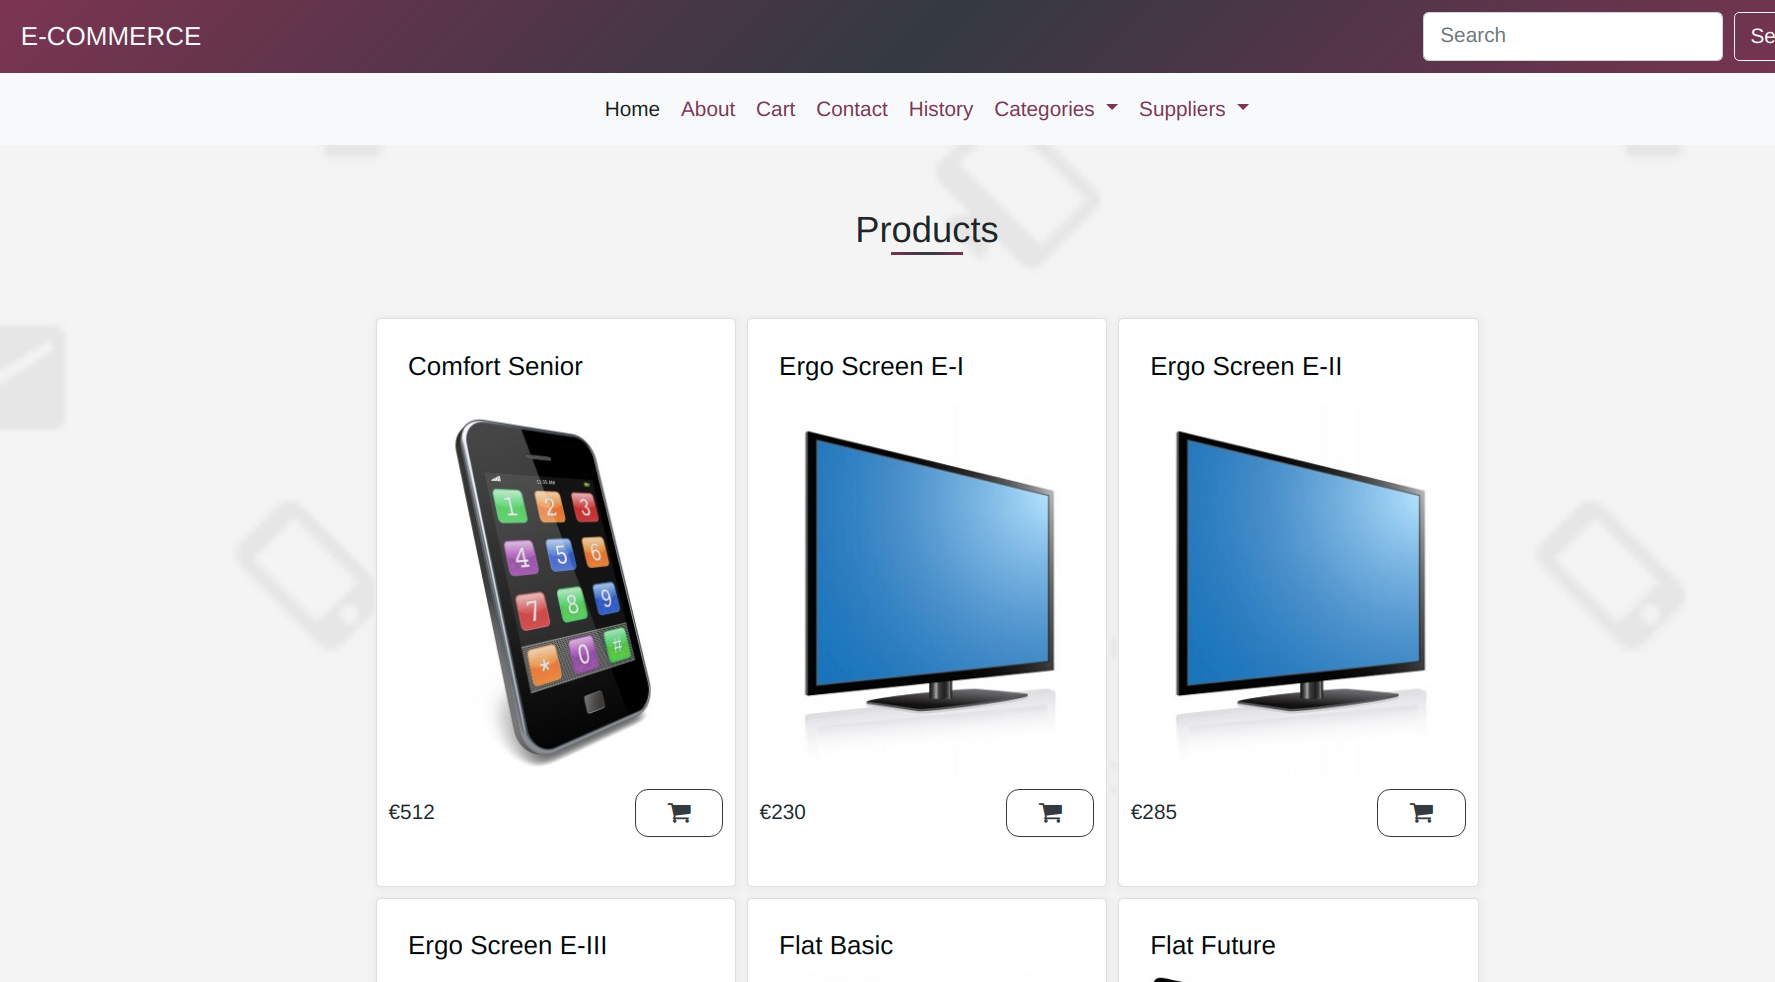 E-COMMERCE
Search
Se
Home About Cart Contact History Categories Suppliers
Products
Comfort Senior
Ergo Screen E-I
Ergo Screen E-II
1 2 3
4 5 6
7 8 9
* 0 #
€512
€230
€285
Ergo Screen E-III
Flat Basic
Flat Future